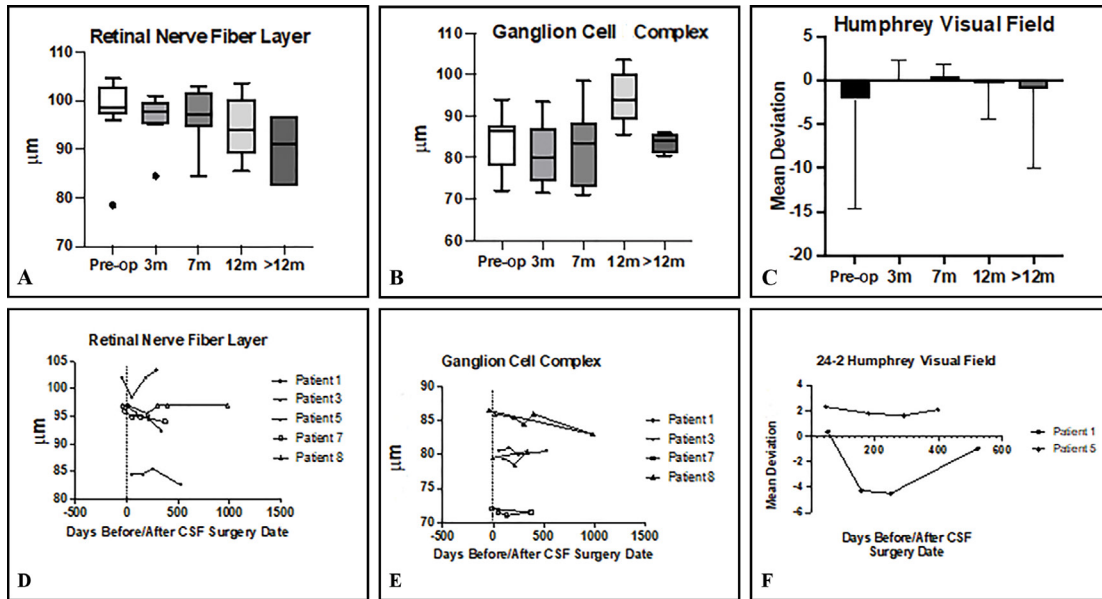 Retinal Nerve Fiber Layer
110
100
90
80
70
μm
Pre-op 3m 7m 12m >12m
A
Ganglion Cell Complex
110
100
90
80
70
60
μm
Pre-op 3m 7m 12m >12m
B
Humphrey Visual Field
5
0
-5
-10
-15
-20
Mean Deviation
Pre-op 3m 7m 12m >12m
C
Retinal Nerve Fiber Layer
105
100
95
90
85
80
μm
-500 0 500 1000 1500
Days Before/After CSF Surgery Date
Patient 1
Patient 3
Patient 5
Patient 7
Patient 8
D
Ganglion Cell Complex
90
85
80
75
70
μm
-500 0 500 1000 1500
Days Before/After CSF Surgery Date
Patient 1
Patient 3
Patient 7
Patient 8
E
24-2 Humphrey Visual Field
4
2
0
-2
-4
-6
Mean Deviation
200 400 600
Days Before/After CSF
Surgery Date
Patient 1
Patient 5
F